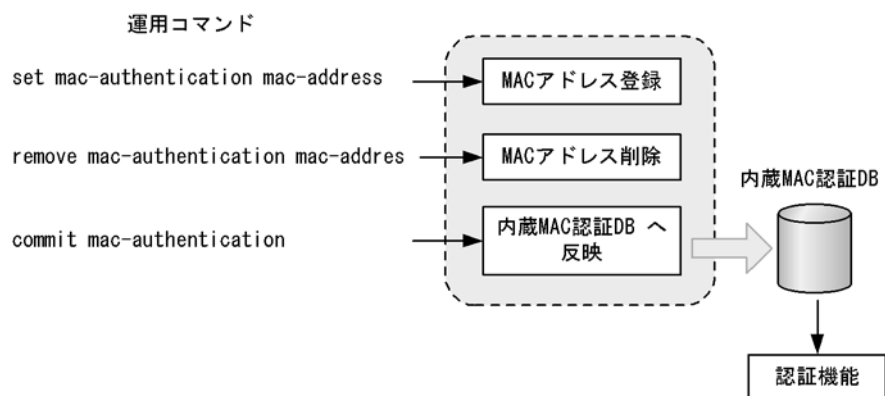 運用コマンド
set mac-authentication mac-address
MACアドレス登録
remove mac-authentication mac-addres
MACアドレス削除
内蔵MAC認証DB
commit mac-authentication
内蔵MAC認証DB へ
反映
認証機能